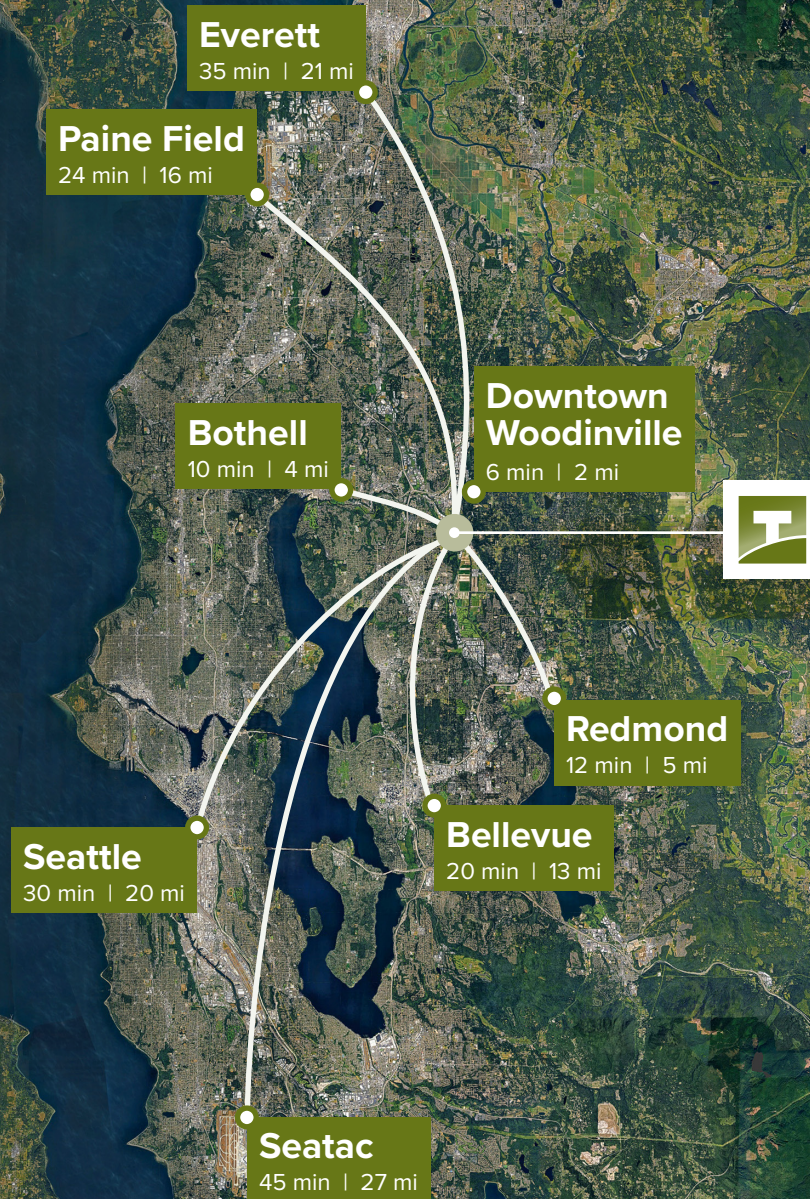 Everett
35 min | 21 mi
Paine Field
24 min | 16 mi
Downtown
Woodinville
6 min | 2 mi
Bothell
10 min | 4 mi
T
Redmond
12 min | 5 mi
Bellevue
20 min | 13 mi
Seattle
30 min | 20 mi
Seatac
45 min | 27 mi